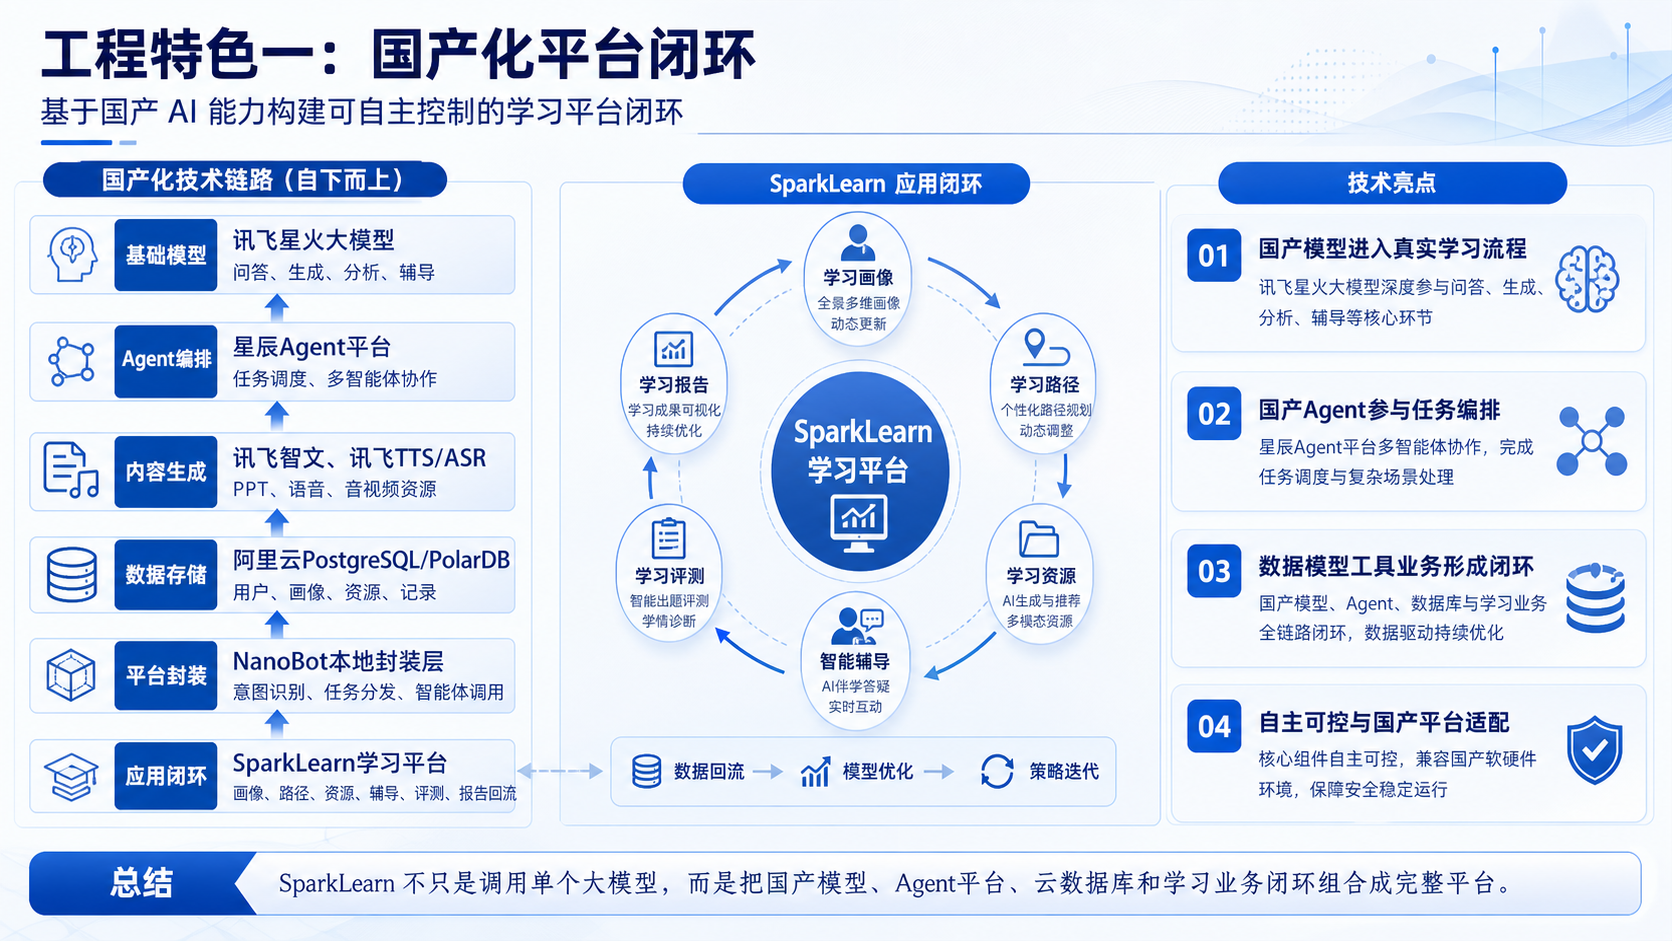 工程特色一：国产化平台闭环
基于国产 AI 能力构建可自主控制的学习平台闭环
国产化技术链路（自下而上）
基础模型
讯飞星火大模型
问答、生成、分析、辅导
Agent编排
星辰Agent平台
任务调度、多智能体协作
内容生成
讯飞智文、讯飞TTS/ASR
PPT、语音、音视频资源
数据存储
阿里云PostgreSQL/PolarDB
用户、画像、资源、记录
平台封装
NanoBot本地封装层
意图识别、任务分发、智能体调用
应用闭环
SparkLearn学习平台
画像、路径、资源、辅导、评测、报告回流
SparkLearn 应用闭环
学习画像
全景多维画像
动态更新
学习路径
个性化路径规划
动态调整
学习资源
AI生成与推荐
多模态资源
智能辅导
AI伴学答疑
实时互动
学习评测
智能出题评测
学情诊断
学习报告
学习成果可视化
持续优化
SparkLearn
学习平台
数据回流
模型优化
策略迭代
技术亮点
01
国产模型进入真实学习流程
讯飞星火大模型深度参与问答、生成、
分析、辅导等核心环节
02
国产Agent参与任务编排
星辰Agent平台多智能体协作，完成
任务调度与复杂场景处理
03
数据模型工具业务形成闭环
国产模型、Agent、数据库与学习业务
全链路闭环，数据驱动持续优化
04
自主可控与国产平台适配
核心组件自主可控，兼容国产软硬件
环境，保障安全稳定运行
总结
SparkLearn 不只是调用单个大模型，而是把国产模型、Agent平台、云数据库和学习业务闭环组合成完整平台。